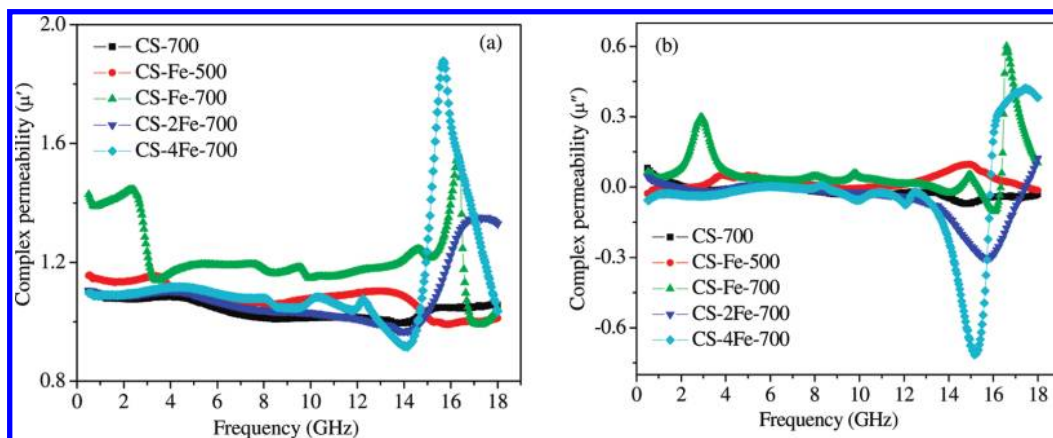 (a)
CS-700
CS-Fe-500
CS-Fe-700
CS-2Fe-700
CS-4Fe-700
Complex permeability (μ′)
2.0
1.6
1.2
0.8
0 2 4 6 8 10 12 14 16 18
Frequency (GHz)
(b)
Complex permeability (μ″)
0.6
0.3
0.0
-0.3
-0.6
CS-700
CS-Fe-500
CS-Fe-700
CS-2Fe-700
CS-4Fe-700
0 2 4 6 8 10 12 14 16 18
Frequency (GHz)